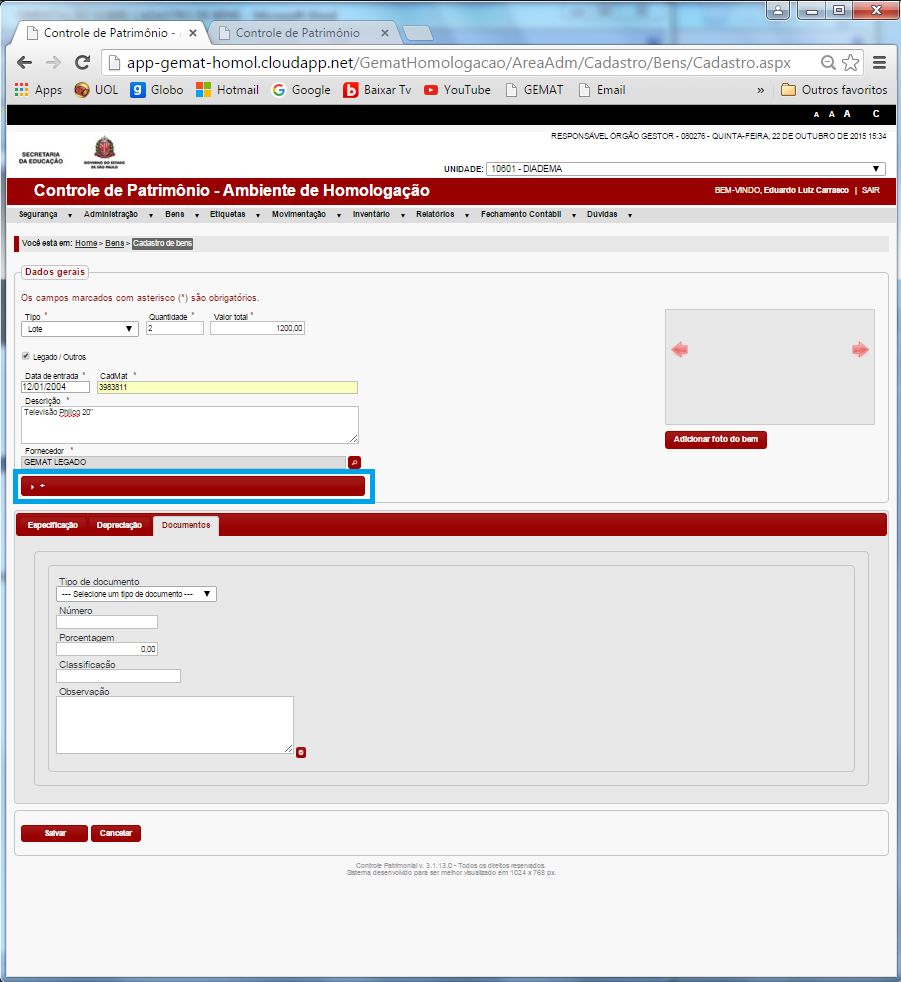 Controle de Patrimônio - A
Controle de Patrimônio
app-gemat-homol.cloudapp.net/GematHomologacao/AreaAdm/Cadastro/Bens/Cadastro.aspx
Apps UOL Globo Hotmail Google Baixar Tv YouTube GEMAT Email » Outros favoritos
A A A C
RESPONSÁVEL ÓRGÃO GESTOR - 080276 - QUINTA-FEIRA, 22 DE OUTUBRO DE 2015 15:34
SECRETARIA
DA EDUCAÇÃO
GOVERNO DO ESTADO
DE SÃO PAULO
UNIDADE: 10601 - DIADEMA
Controle de Patrimônio - Ambiente de Homologação
BEM-VINDO, Eduardo Luiz Carrasco | SAIR
Segurança Administração Bens Etiquetas Movimentação Inventário Relatórios Fechamento Contábil Dúvidas
Você está em: Home > Bens > Cadastro de bens
Dados gerais
Os campos marcados com asterisco (*) são obrigatórios.
Tipo * Quantidade * Valor total *
Lote 2 1200,00
Legado / Outros
Data de entrada * CadMat *
12/01/2004 3983811
Descrição *
Televisão Philco 20"
Fornecedor *
GEMAT LEGADO
Adicionar foto do bem
+
Especificação Depreciação Documentos
Tipo de documento
--- Selecione um tipo de documento ---
Número
Porcentagem
0,00
Classificação
Observação
Salvar Cancelar
Controle Patrimonial v. 3.1.13.0 - Todos os direitos reservados.
Sistema desenvolvido para ser melhor visualizado em 1024 x 768 px.